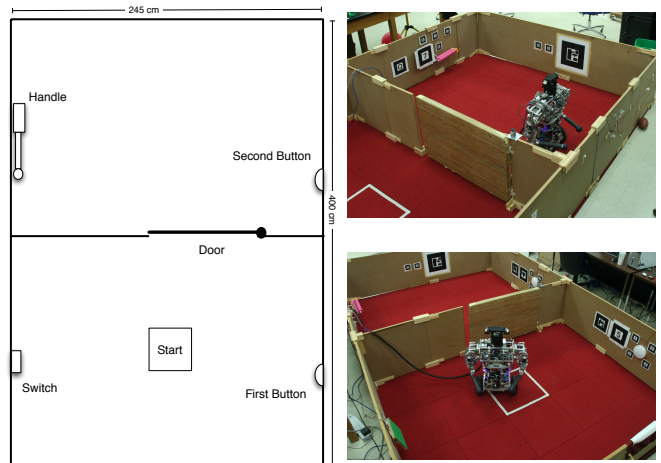 245 cm
Handle
Second Button
400 cm
Door
Start
Switch
First Button